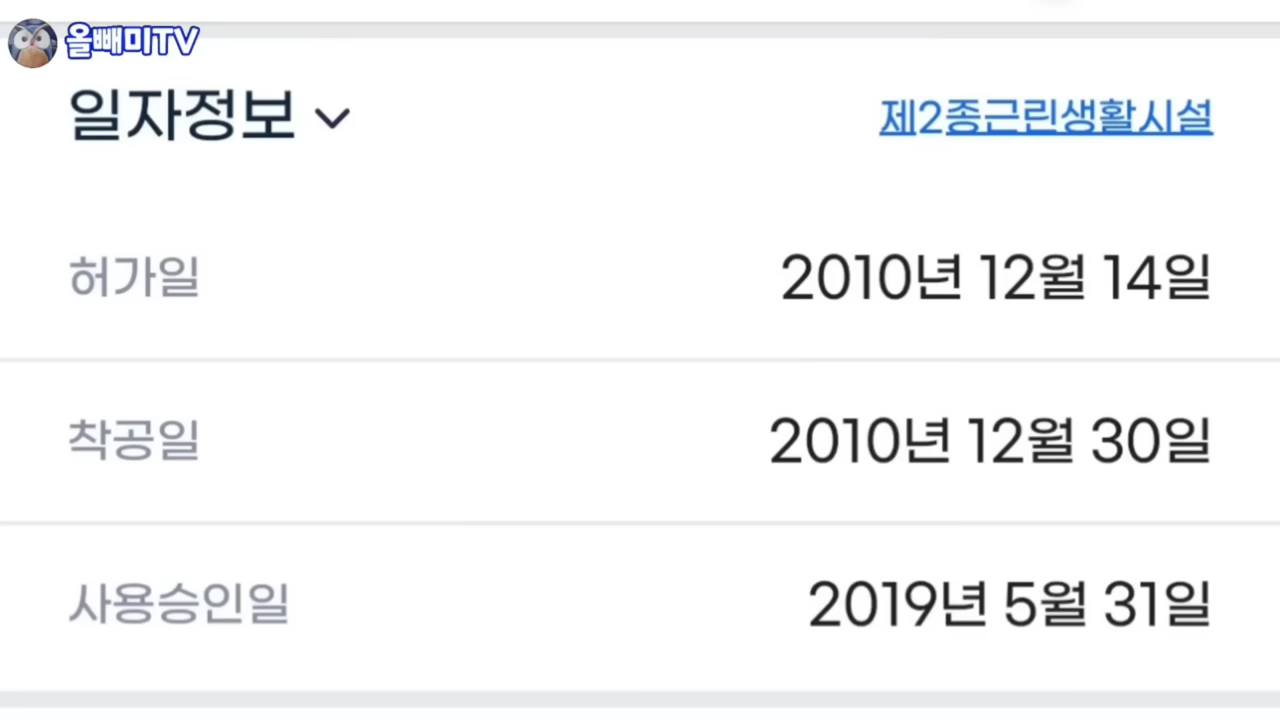 올빼미TV
일자정보
제2종근린생활시설
허가일
2010년 12월 14일
착공일
2010년 12월 30일
사용승인일
2019년 5월 31일